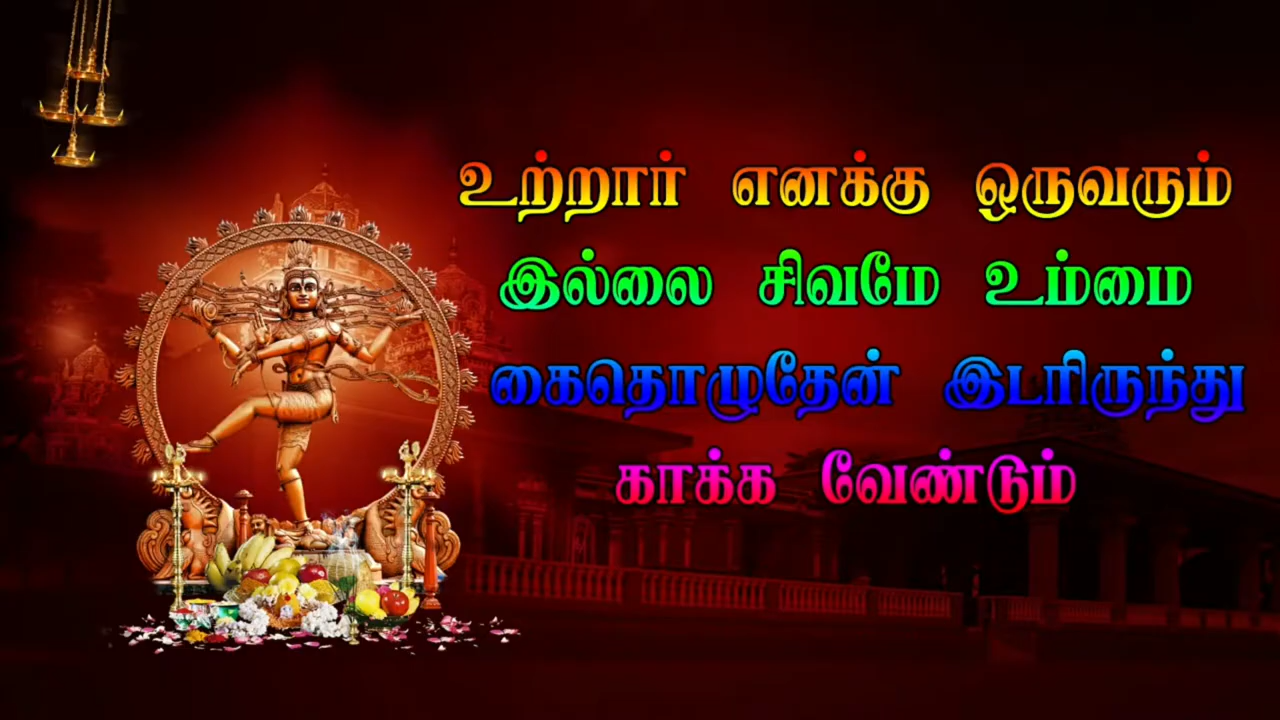 உற்றார் எனக்கு ஒருவரும்
இல்லை சிவமே உம்மை
கைதொழுதேன் இடரிருந்து
காக்க வேண்டும்